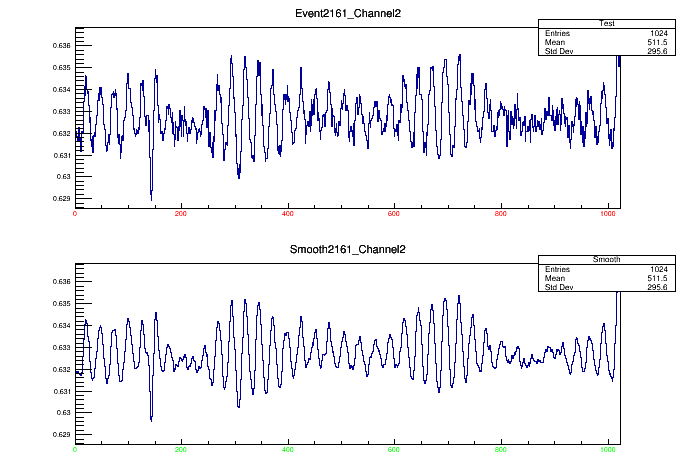 Event2161_Channel2
Test
Entries 1024
Mean 511.5
Std Dev 295.6
0.636
0.635
0.634
0.633
0.632
0.631
0.63
0.629
0 200 400 600 800 1000
Smooth2161_Channel2
Smooth
Entries 1024
Mean 511.5
Std Dev 295.6
0.636
0.635
0.634
0.633
0.632
0.631
0.63
0.629
0 200 400 600 800 1000